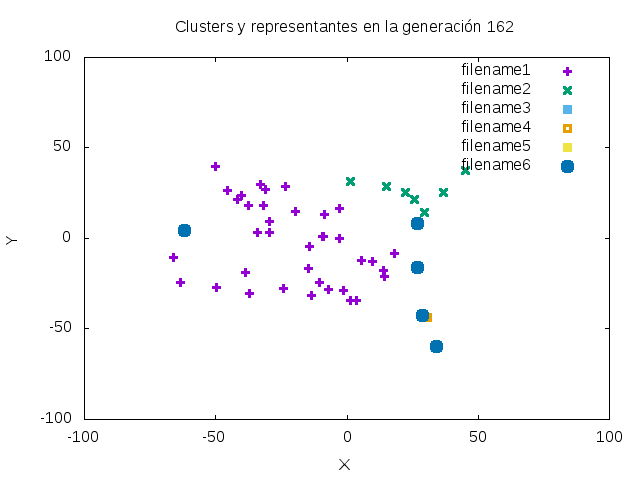 Clusters y representantes en la generación 162
100
50
0
-50
-100
-100
-50
0
50
100
Y
X
filename1
filename2
filename3
filename4
filename5
filename6